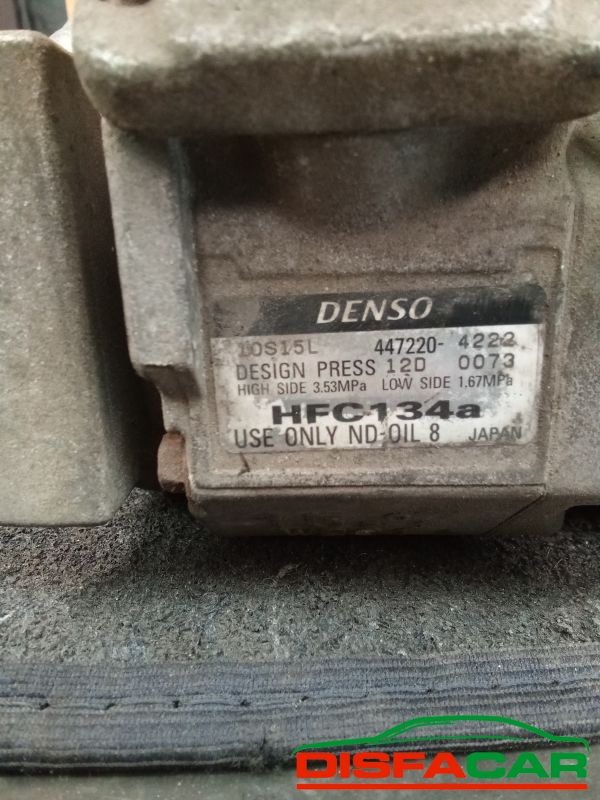 DENSO
10S15L 447220-4222
DESIGN PRESS 12D 0073
HIGH SIDE 3.53MPa LOW SIDE 1.67MPa
HFC134a
USE ONLY ND-OIL 8 JAPAN
DISFACAR